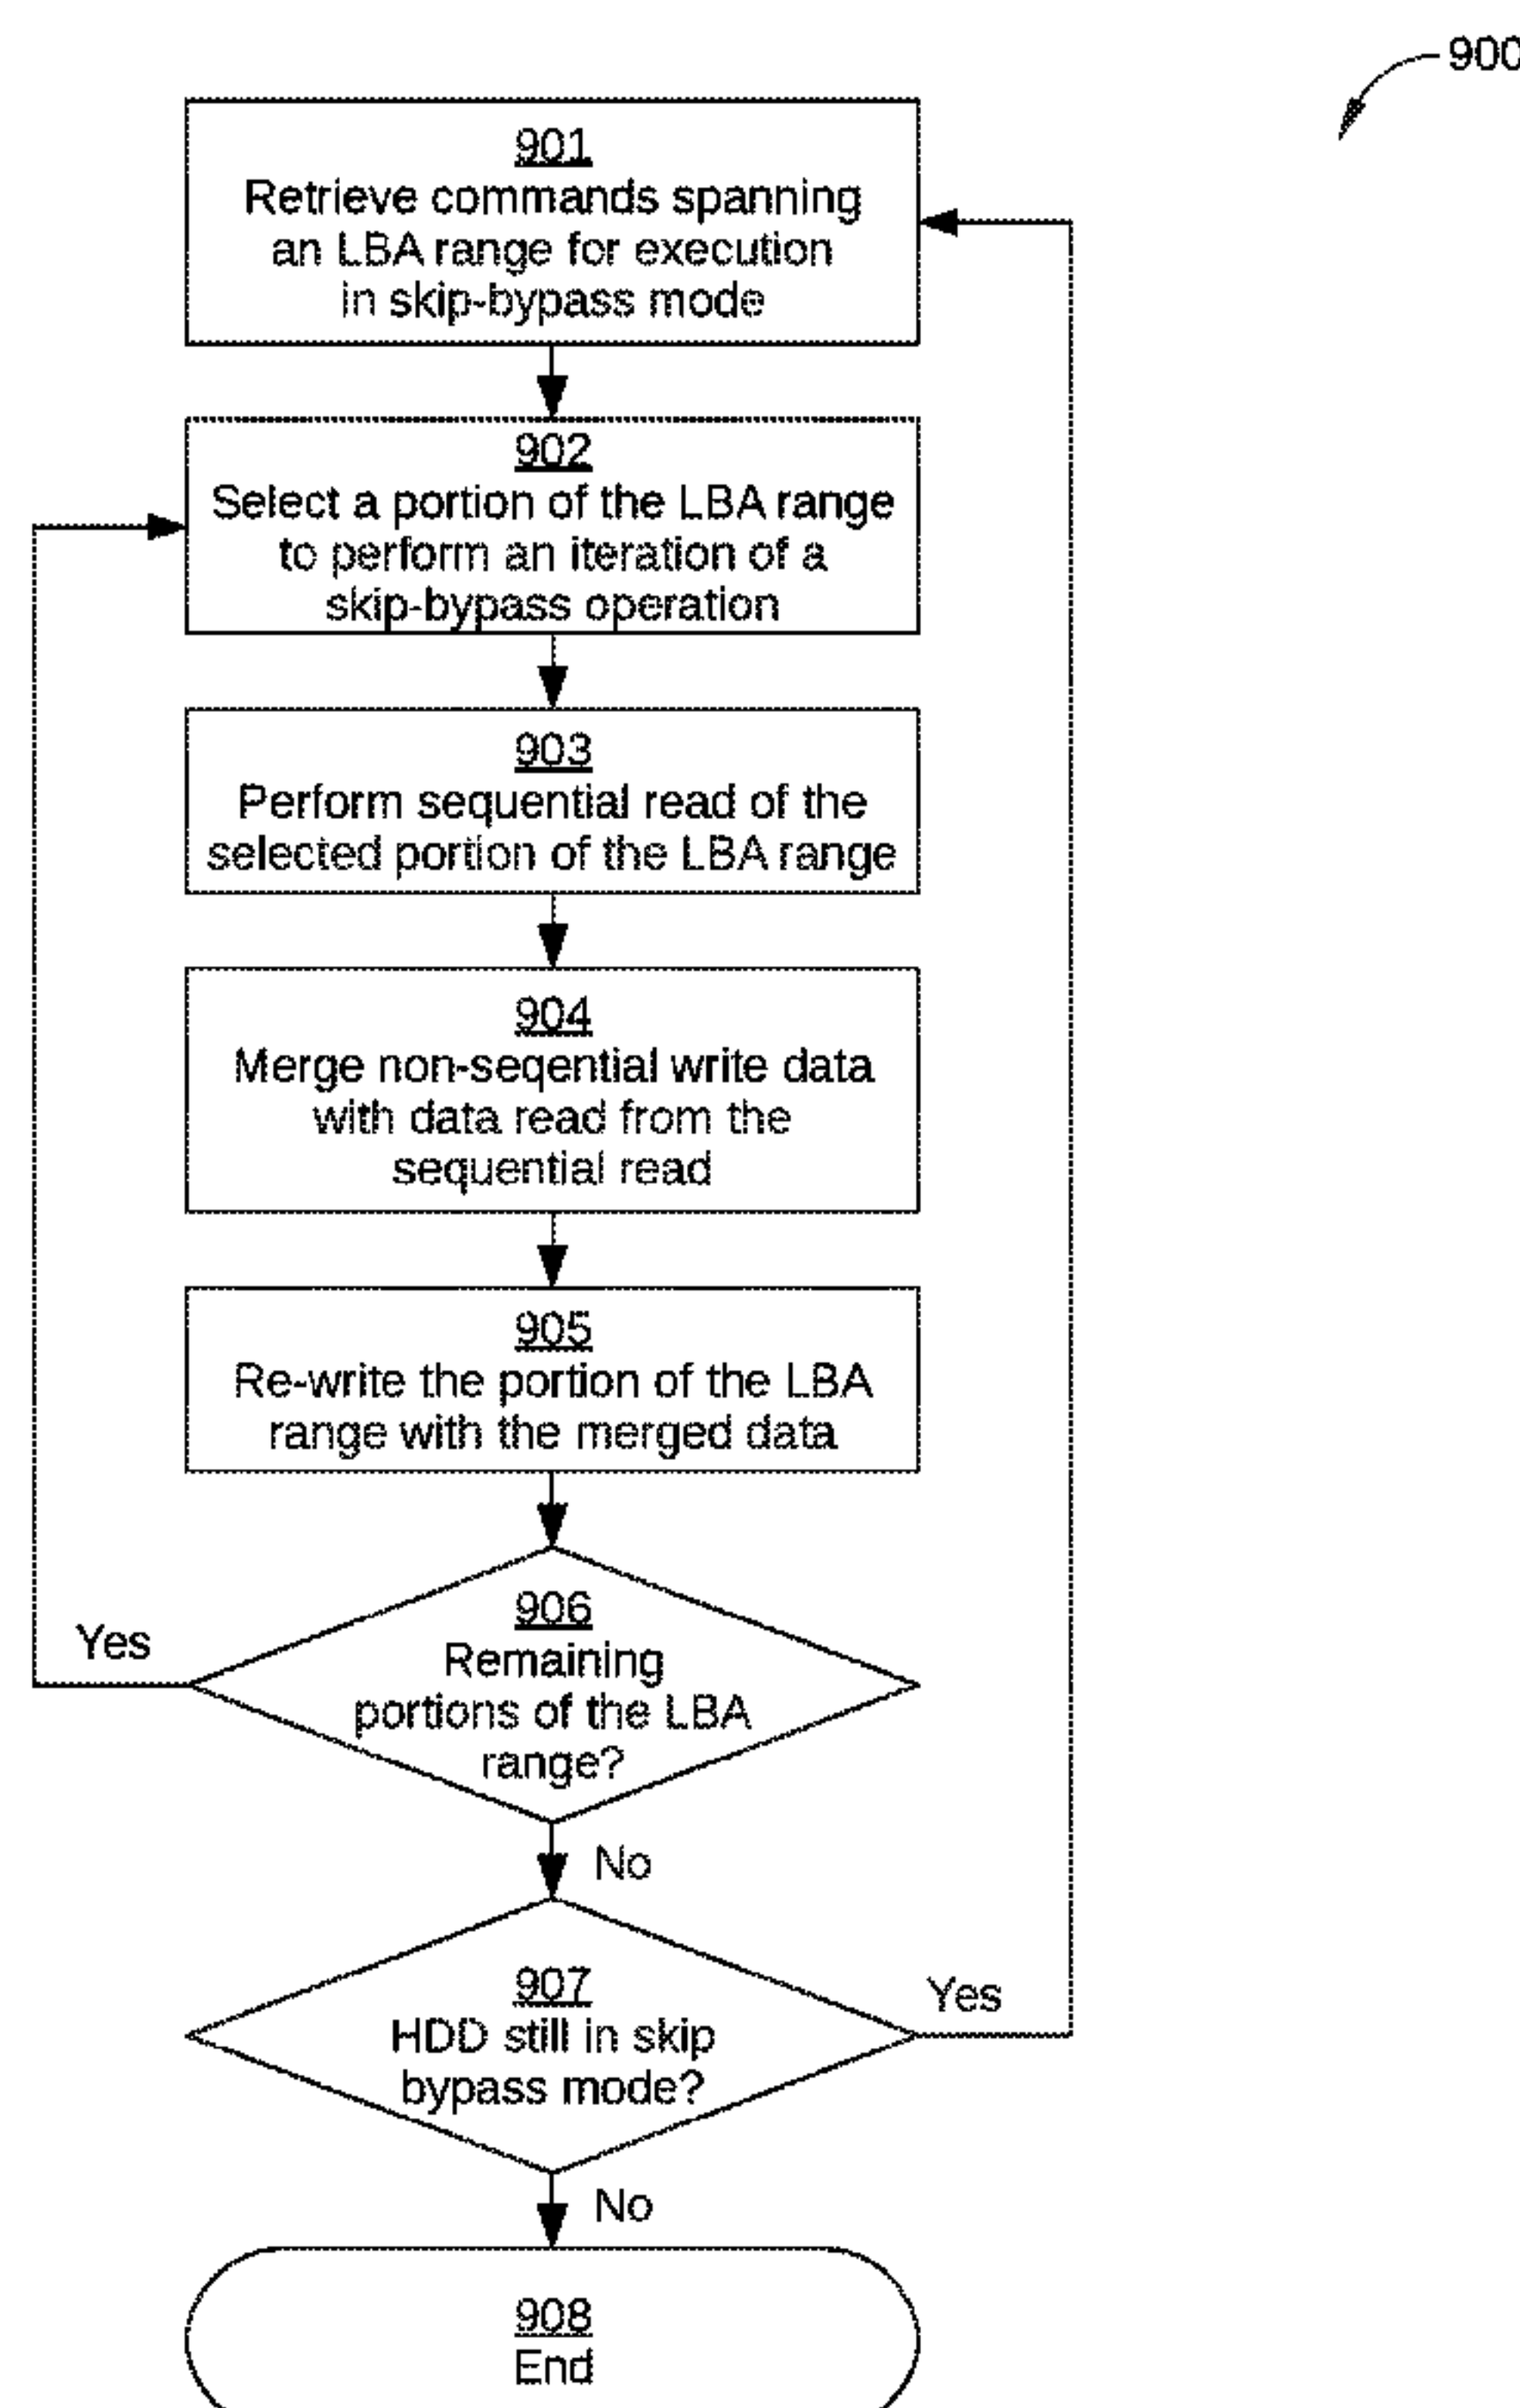 900
901
Retrieve commands spanning
an LBA range for execution
in skip-bypass mode
902
Select a portion of the LBA range
to perform an iteration of a
skip-bypass operation
903
Perform sequential read of the
selected portion of the LBA range
904
Merge non-seqential write data
with data read from the
sequential read
905
Re-write the portion of the LBA
range with the merged data
906
Yes
Remaining
portions of the LBA
range?
No
907
Yes
HDD still in skip
bypass mode?
No
908
End